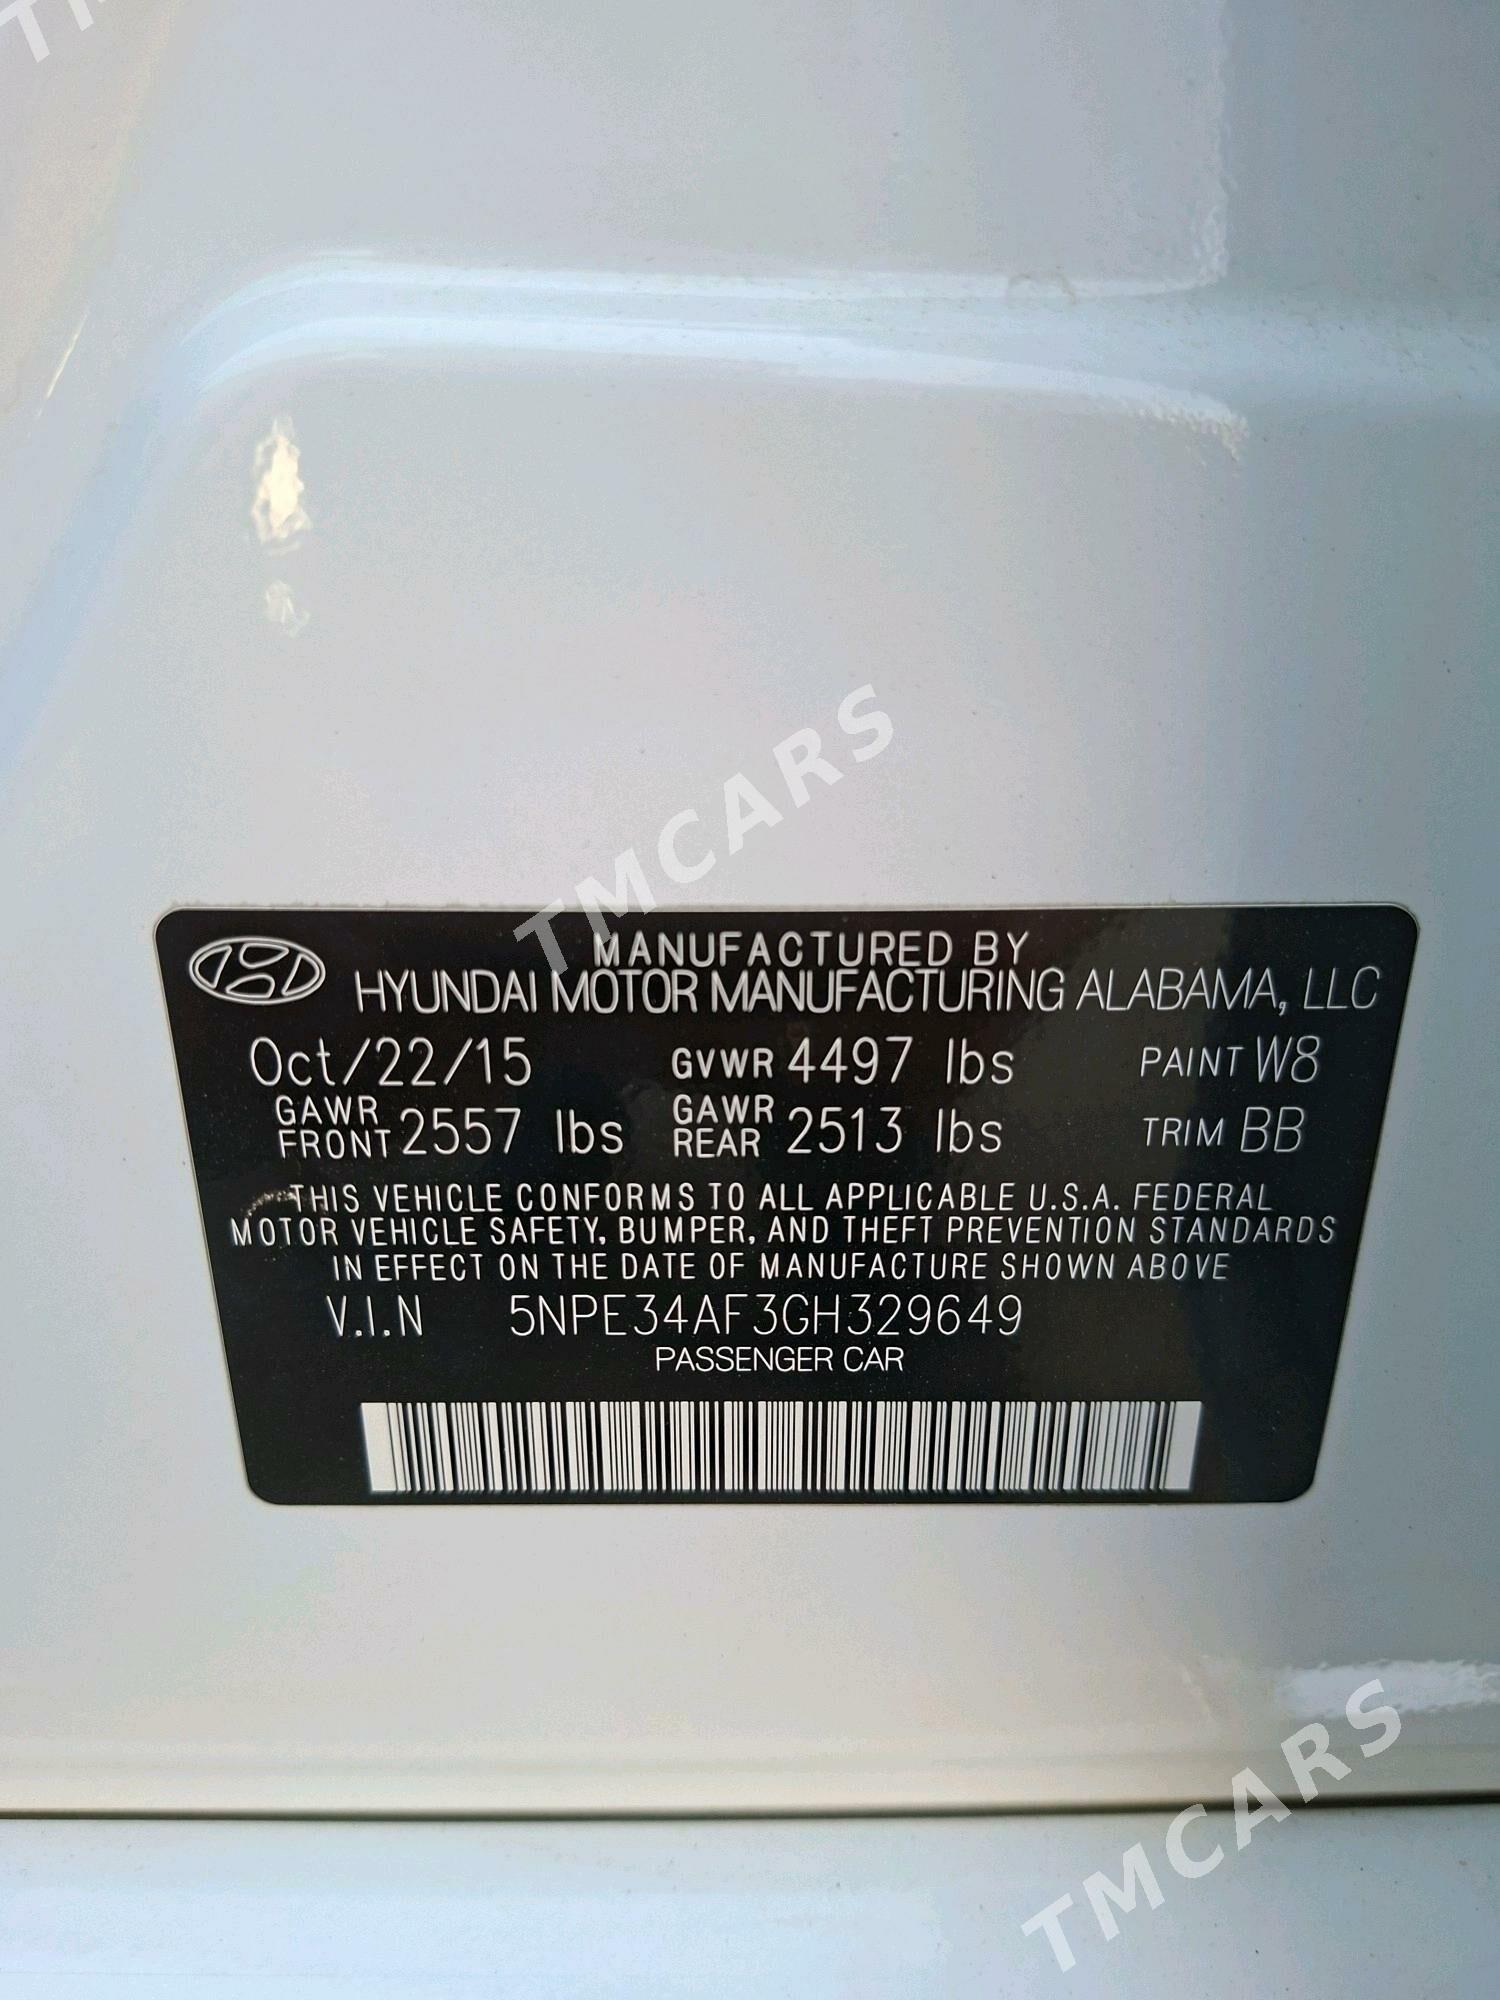 TMCARS
MANUFACTURED BY
HYUNDAI MOTOR MANUFACTURING ALABAMA, LLC
Oct/22/15 GVWR 4497 lbs PAINT W8
GAWR FRONT 2557 lbs GAWR REAR 2513 lbs TRIM BB
THIS VEHICLE CONFORMS TO ALL APPLICABLE U.S.A. FEDERAL
MOTOR VEHICLE SAFETY, BUMPER, AND THEFT PREVENTION STANDARDS
IN EFFECT ON THE DATE OF MANUFACTURE SHOWN ABOVE
V.I.N 5NPE34AF3GH329649
PASSENGER CAR
TMCARS